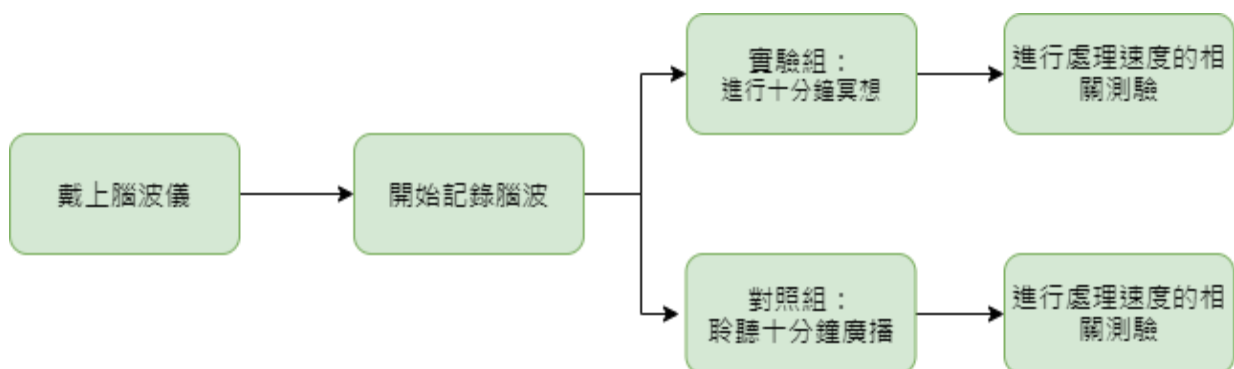 戴上腦波儀
開始記錄腦波
實驗組：
進行十分鐘冥想
進行處理速度的相
關測驗
對照組：
聆聽十分鐘廣播
進行處理速度的相
關測驗